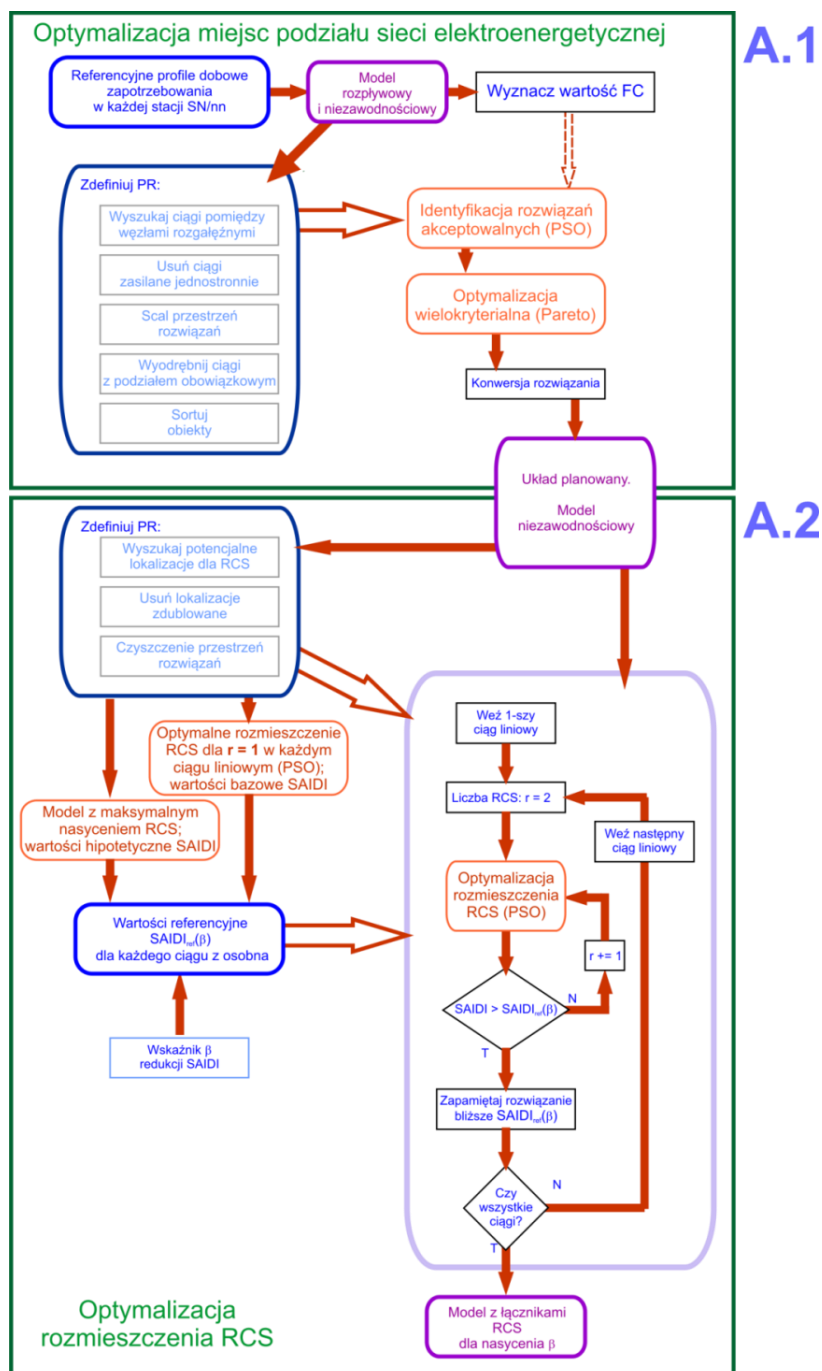 Optymalizacja miejsc podziału sieci elektroenergetycznej
A.1
Referencyjne profile dobowe
zapotrzebowania
w każdej stacji SN/nn
Model
rozpływowy
i niezawodnościowy
Wyznacz wartość FC
Zdefiniuj PR:
Wyszukaj ciągi pomiędzy
węzłami rozgałęźnymi
Usuń ciągi
zasilane jednostronnie
Scal przestrzeń
rozwiązań
Wyodrębnij ciągi
z podziałem obowiązkowym
Sortuj
obiekty
Identyfikacja rozwiązań
akceptowalnych (PSO)
Optymalizacja
wielokryterialna (Pareto)
Konwersja rozwiązania
Układ planowany.
Model
niezawodnościowy
A.2
Zdefiniuj PR:
Wyszukaj potencjalne
lokalizacje dla RCS
Usuń lokalizacje
zdublowane
Czyszczenie przestrzeń
rozwiązań
Optymalne rozmieszczenie
RCS dla r = 1 w każdym
ciągu liniowym (PSO);
wartości bazowe SAIDI
Model z maksymalnym
nasyceniem RCS;
wartości hipotetyczne SAIDI
Wartości referencyjne
SAIDIref(β)
dla każdego ciągu z osobna
Wskaźnik β
redukcji SAIDI
Weź 1-szy
ciąg liniowy
Liczba RCS: r = 2
Weź następny
ciąg liniowy
Optymalizacja
rozmieszczenia
RCS (PSO)
r += 1
SAIDI > SAIDIref(β)
N
T
Zapamiętaj rozwiązanie
bliższe SAIDIref(β)
Czy
wszystkie
ciągi?
N
T
Model z łącznikami
RCS
dla nasycenia β
Optymalizacja
rozmieszczenia RCS